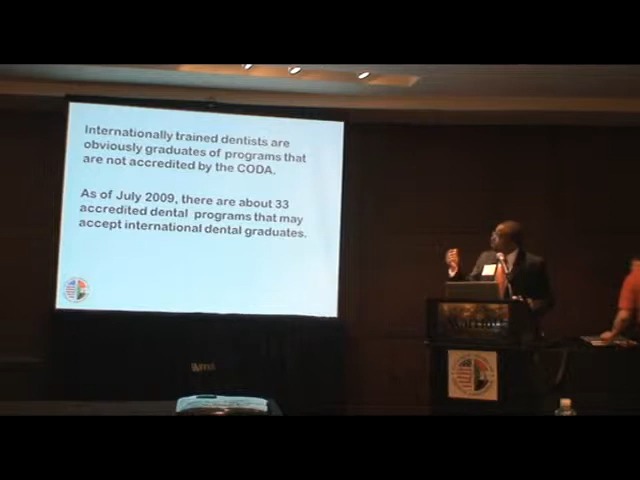 Internationally trained dentists are
obviously graduates of programs that
are not accredited by the CODA.
As of July 2009, there are about 33
accredited dental programs that may
accept international dental graduates.